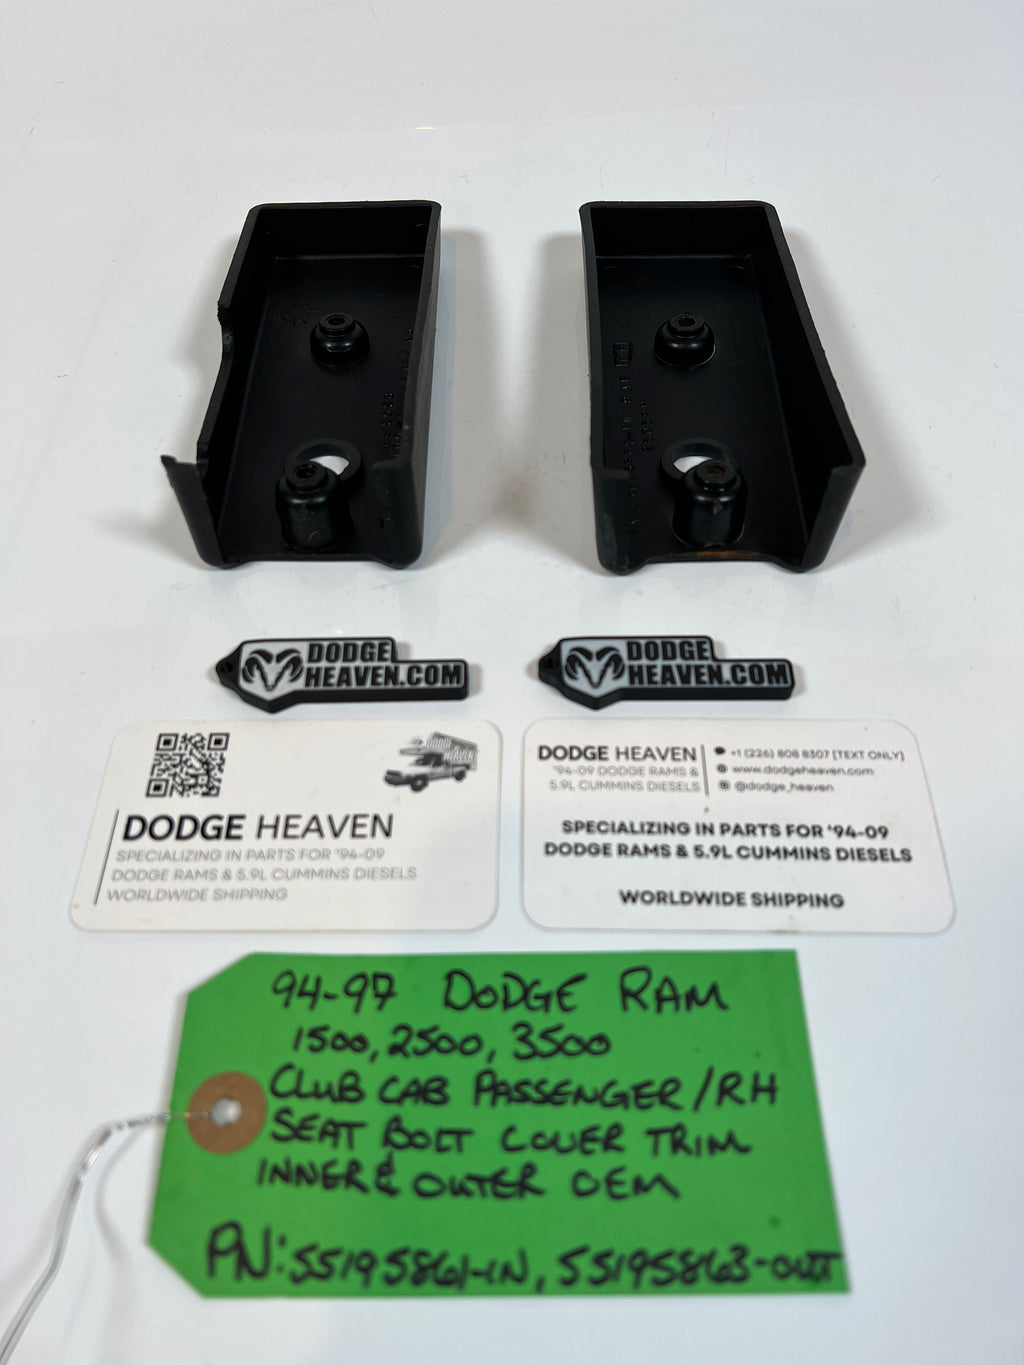 DODGE
HEAVEN.COM
DODGE
HEAVEN.COM
DODGE
HEAVEN
DODGE HEAVEN
SPECIALIZING IN PARTS FOR '94-09
DODGE RAMS & 5.9L CUMMINS DIESELS
WORLDWIDE SHIPPING
DODGE HEAVEN
'94-09 DODGE RAMS &
5.9L CUMMINS DIESELS
+1 (226) 808 8307 [TEXT ONLY]
www.dodgeheaven.com
@dodge_heaven
SPECIALIZING IN PARTS FOR '94-09
DODGE RAMS & 5.9L CUMMINS DIESELS
WORLDWIDE SHIPPING
94-97 DODGE RAM
1500, 2500, 3500
CLUB CAB PASSENGER/RH
SEAT BOLT COVER TRIM
INNER & OUTER OEM
PN: 55195861-IN, 55195863-OUT